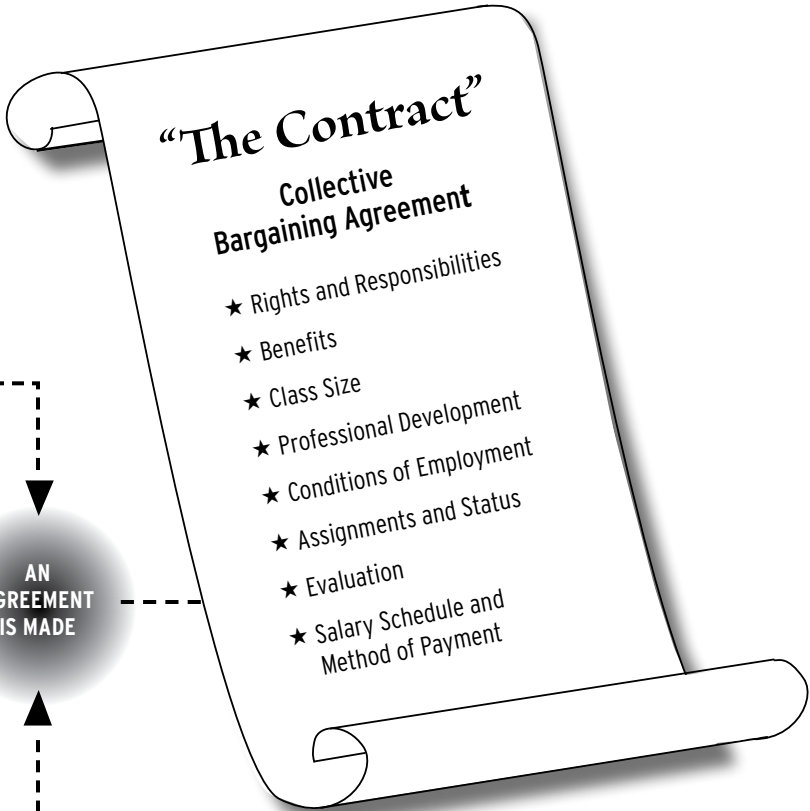 “The Contract”
Collective
Bargaining Agreement
★ Rights and Responsibilities
★ Benefits
★ Class Size
★ Professional Development
★ Conditions of Employment
★ Assignments and Status
★ Evaluation
★ Salary Schedule and
Method of Payment
AN
GREEMENT
IS MADE